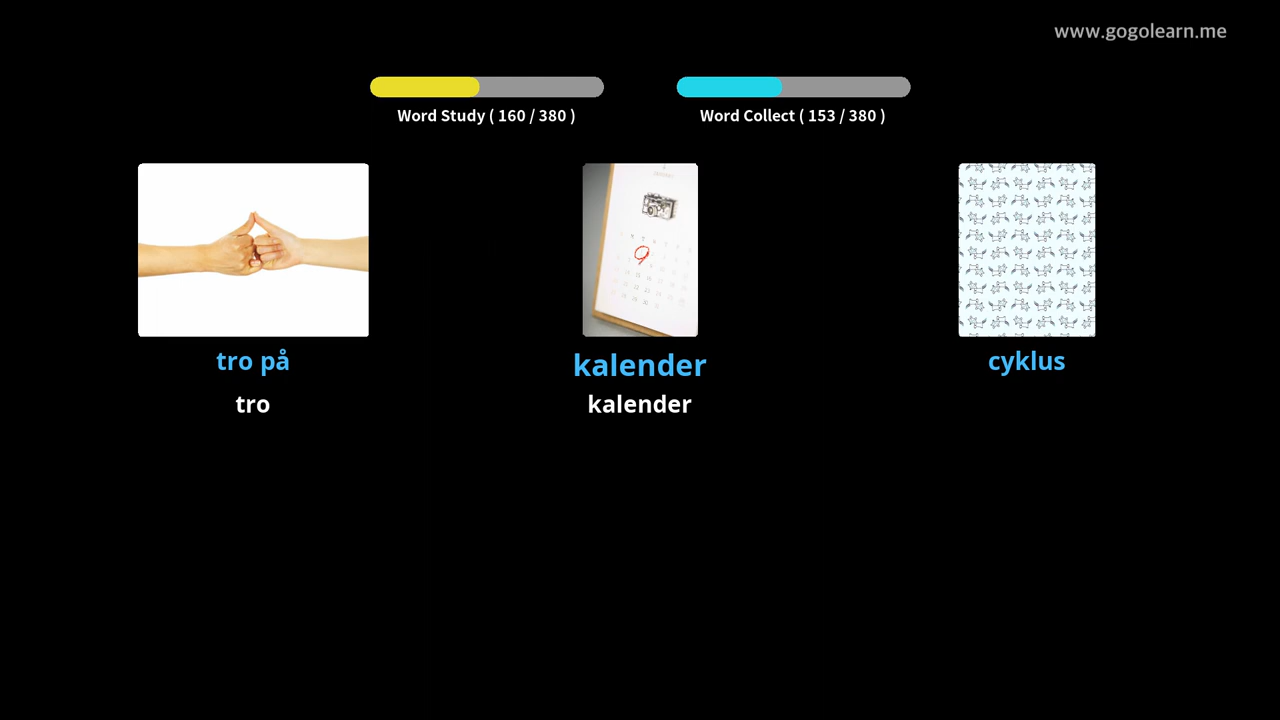 www.gogolearn.me
Word Study ( 160 / 380 )
Word Collect ( 153 / 380 )
tro på
kalender
cyklus
tro
kalender